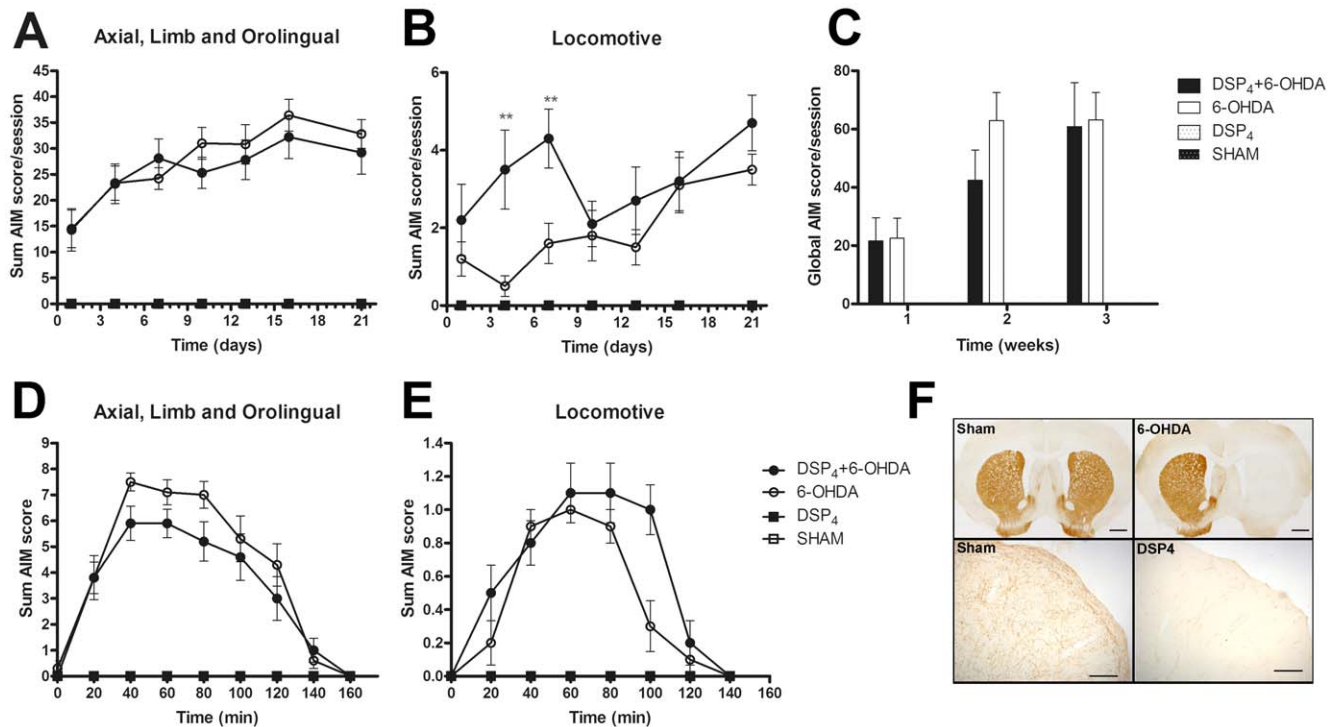 A
Axial, Limb and Orolingual
Sum AIM score/session
45
40
35
30
25
20
15
10
5
0
0 3 6 9 12 15 18 21
Time (days)
B
Locomotive
Sum AIM score/session
6
4
2
0
** **
0 3 6 9 12 15 18 21
Time (days)
C
Global AIM score/session
80
60
40
20
0
1 2 3
Time (weeks)
DSP4+6-OHDA
6-OHDA
DSP4
SHAM
D
Axial, Limb and Orolingual
Sum AIM score
9
8
7
6
5
4
3
2
1
0
0 20 40 60 80 100 120 140 160
Time (min)
E
Locomotive
Sum AIM score
1.4
1.2
1.0
0.8
0.6
0.4
0.2
0.0
0 20 40 60 80 100 120 140 160
Time (min)
DSP4+6-OHDA
6-OHDA
DSP4
SHAM
F
Sham
6-OHDA
Sham
DSP4